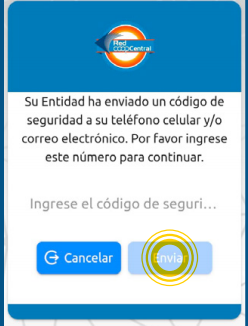 Red
COOPCentral
Su Entidad ha enviado un código de
seguridad a su teléfono celular y/o
correo electrónico. Por favor ingrese
este número para continuar.
Ingrese el código de seguri...
Cancelar
Enviar